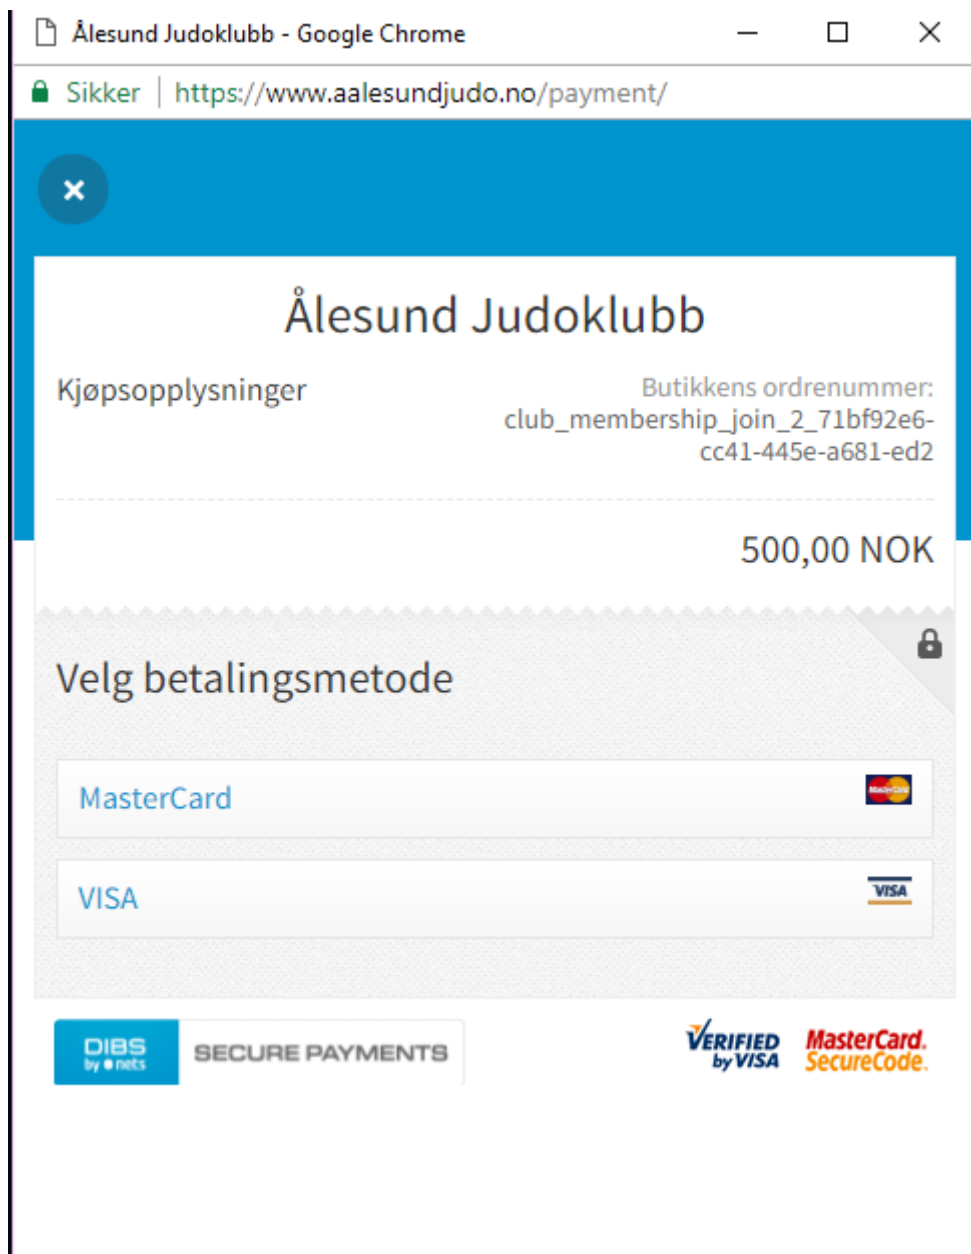 Ålesund Judoklubb - Google Chrome
Sikker | https://www.aalesundjudo.no/payment/
Ålesund Judoklubb
Kjøpsopplysninger
Butikkens ordrenummer:
club_membership_join_2_71bf92e6-
cc41-445e-a681-ed2
500,00 NOK
Velg betalingsmetode
MasterCard
MasterCard
VISA
VISA
DIBS
by nets
SECURE PAYMENTS
VERIFIED
by VISA
MasterCard.
SecureCode.